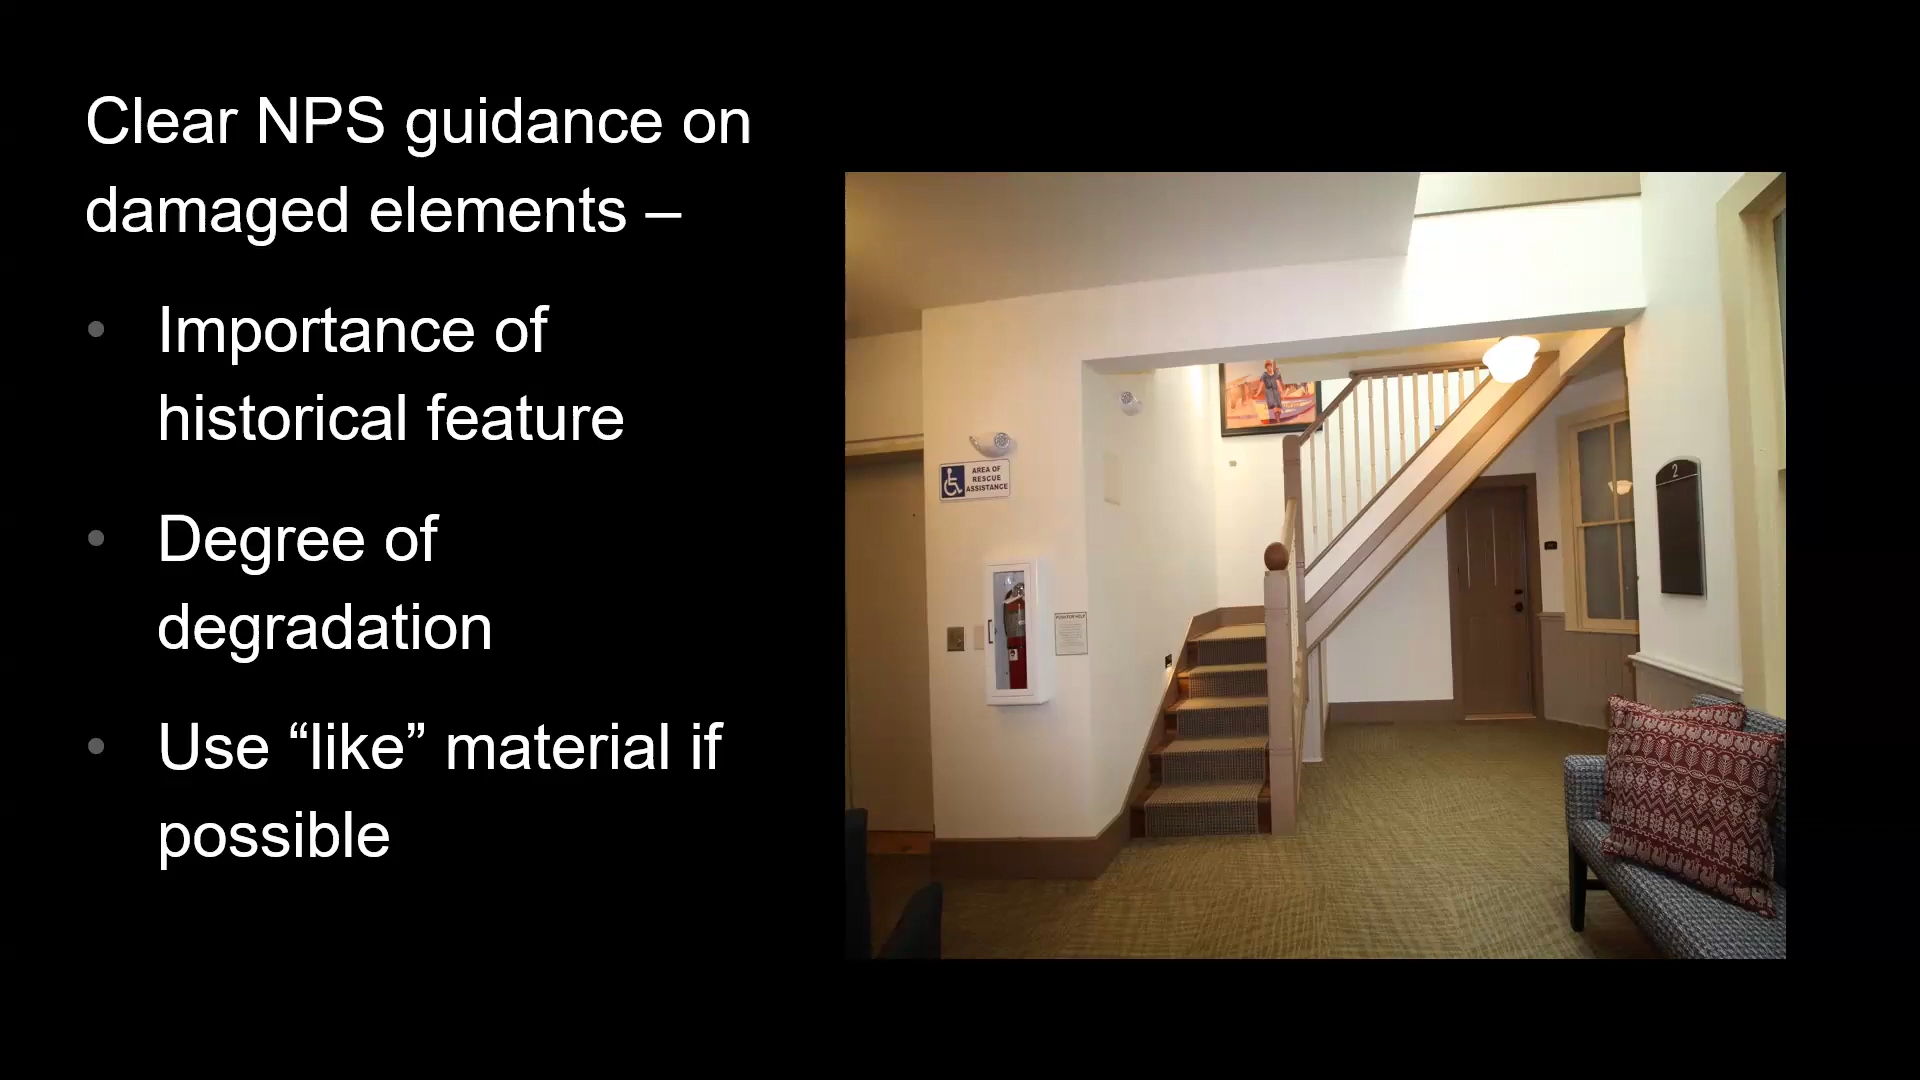 Clear NPS guidance on
damaged elements –
• Importance of
historical feature
• Degree of
degradation
• Use “like” material if
possible
AREA OF
RESCUE
ASSISTANCE
2